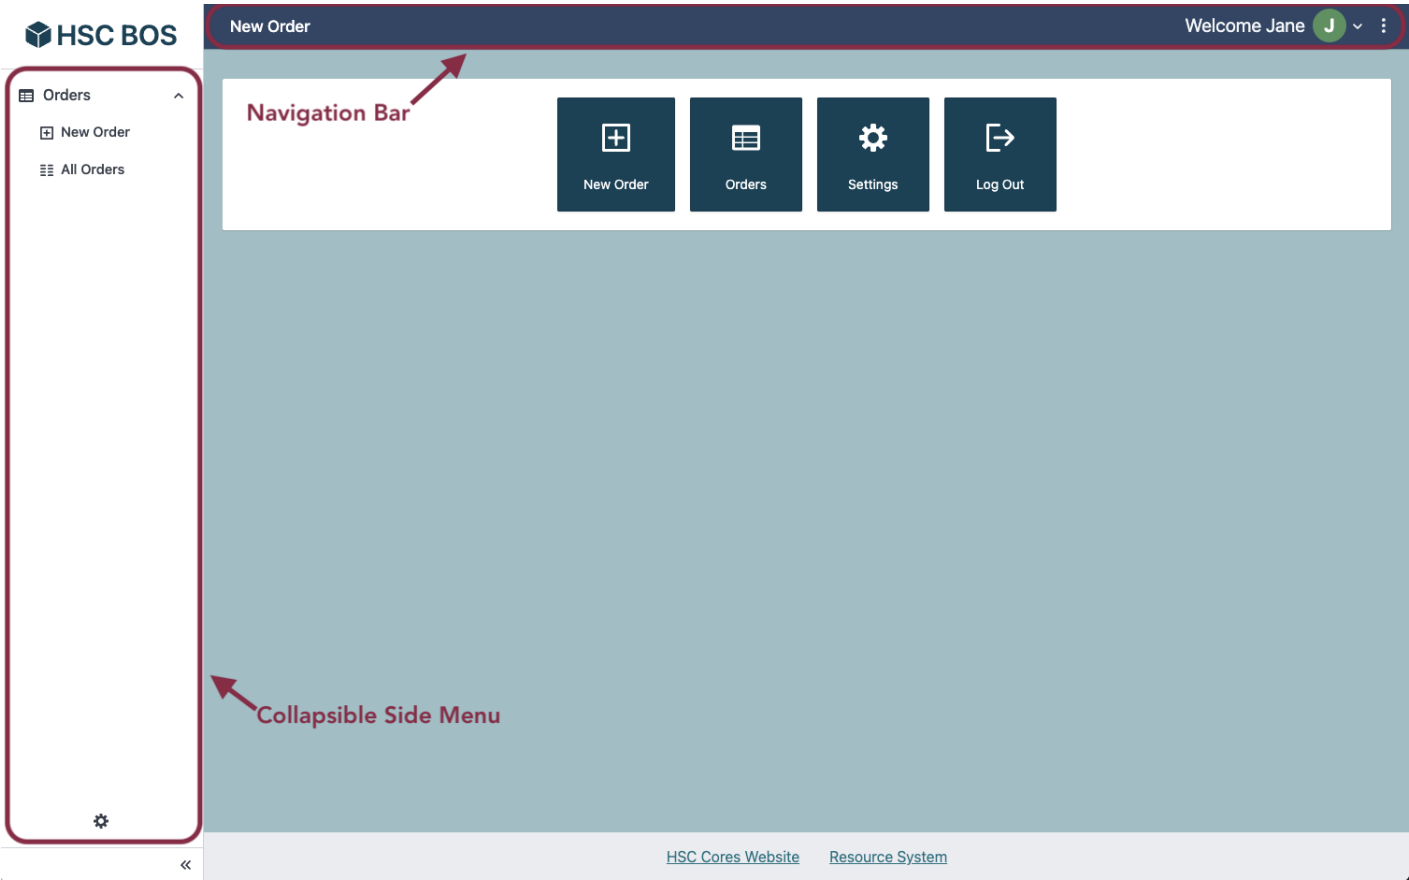 HSC BOS
New Order
Welcome Jane J
Orders
New Order
All Orders
Navigation Bar
New Order
Orders
Settings
Log Out
Collapsible Side Menu
HSC Cores Website
Resource System